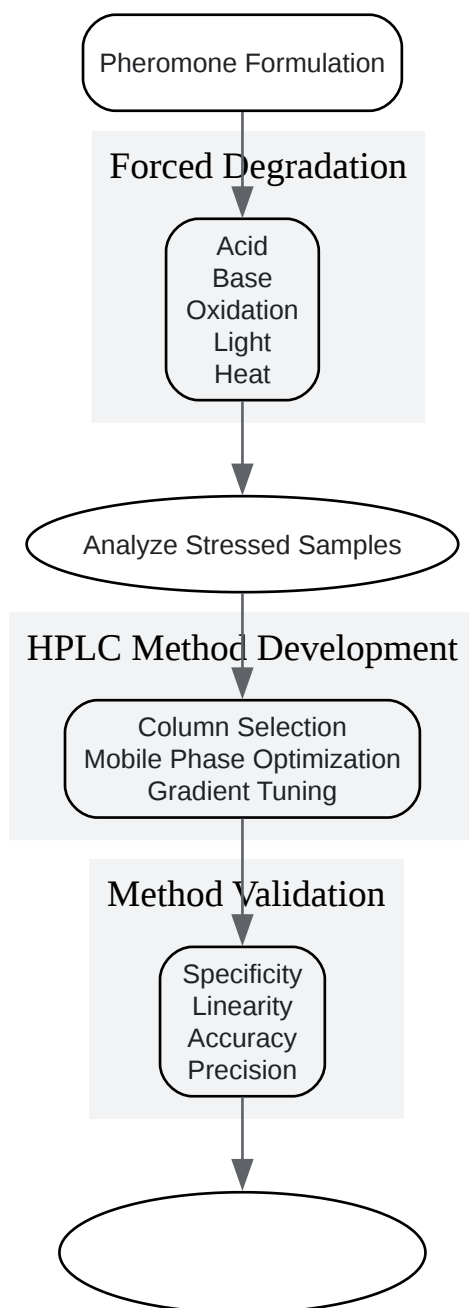 Pheromone Formulation
Forced Degradation
Acid
Base
Oxidation
Light
Heat
Analyze Stressed Samples
HPLC Method Development
Column Selection
Mobile Phase Optimization
Gradient Tuning
Method Validation
Specificity
Linearity
Accuracy
Precision